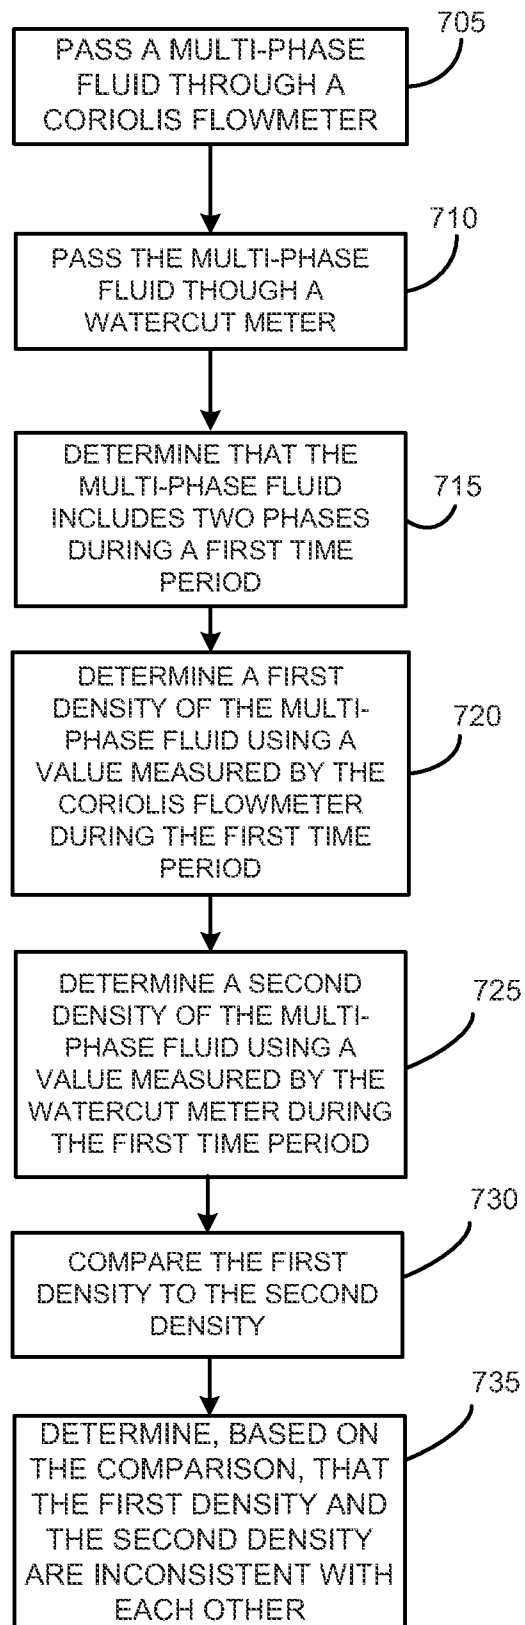 705
PASS A MULTI-PHASE
FLUID THROUGH A
CORIOLIS FLOWMETER
710
PASS THE MULTI-PHASE
FLUID THOUGH A
WATERCUT METER
DETERMINE THAT THE
MULTI-PHASE FLUID
INCLUDES TWO PHASES
DURING A FIRST TIME
PERIOD
715
DETERMINE A FIRST
DENSITY OF THE MULTI-
PHASE FLUID USING A
VALUE MEASURED BY THE
CORIOLIS FLOWMETER
DURING THE FIRST TIME
PERIOD
720
DETERMINE A SECOND
DENSITY OF THE MULTI-
PHASE FLUID USING A
VALUE MEASURED BY THE
WATERCUT METER DURING
THE FIRST TIME PERIOD
725
730
COMPARE THE FIRST
DENSITY TO THE SECOND
DENSITY
735
DETERMINE, BASED ON
THE COMPARISON, THAT
THE FIRST DENSITY AND
THE SECOND DENSITY
ARE INCONSISTENT WITH
EACH OTHER